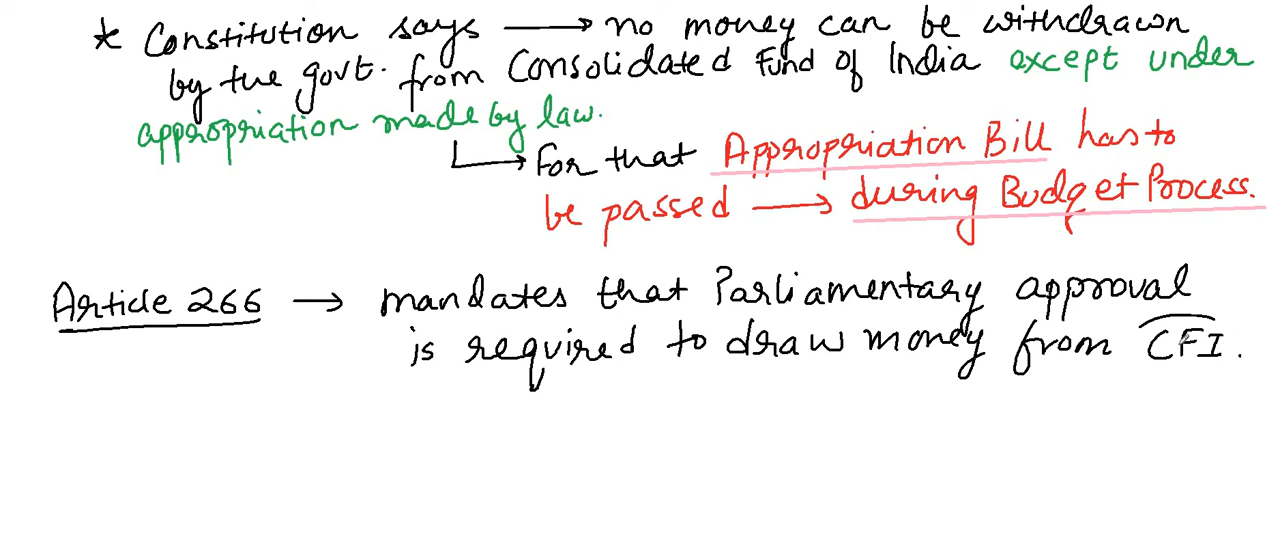 * Constitution says → no money can be withdrawn
by the govt. from Consolidated Fund of India except under
appropriation made by law.
↳ For that Appropriation Bill has to
be passed → during Budget Process.
Article 266 → mandates that Parliamentary approval
is required to draw money from CFI.